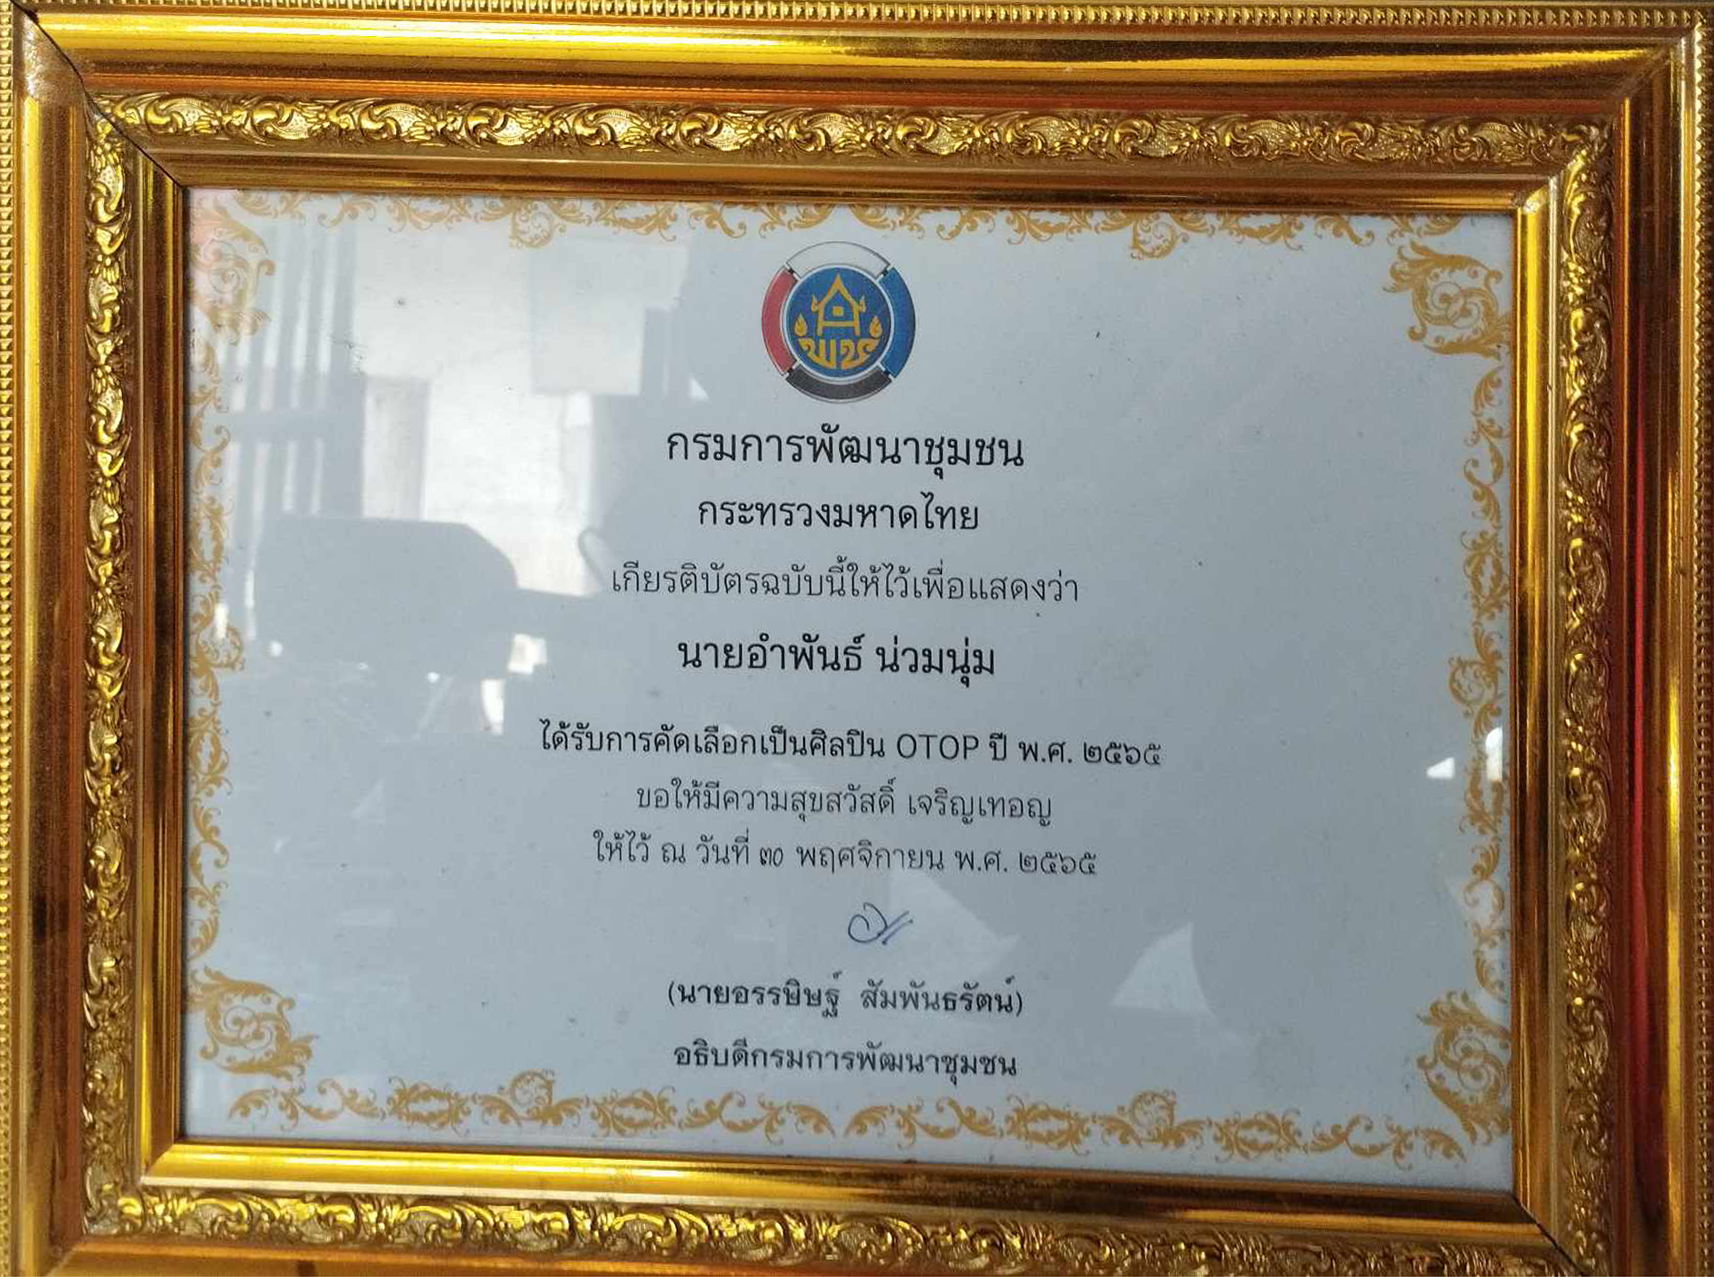 พช
กรมการพัฒนาชุมชน
กระทรวงมหาดไทย
เกียรติบัตรฉบับนี้ให้ไว้เพื่อแสดงว่า
นายอำพันธ์ น่วมนุ่ม
ได้รับการคัดเลือกเป็นศิลปิน OTOP ปี พ.ศ. ๒๕๖๕
ขอให้มีความสุขสวัสดิ์ เจริญเทอญ
ให้ไว้ ณ วันที่ ๓๐ พฤศจิกายน พ.ศ. ๒๕๖๕
(นายอรรษิษฐ์ สัมพันธรัตน์)
อธิบดีกรมการพัฒนาชุมชน